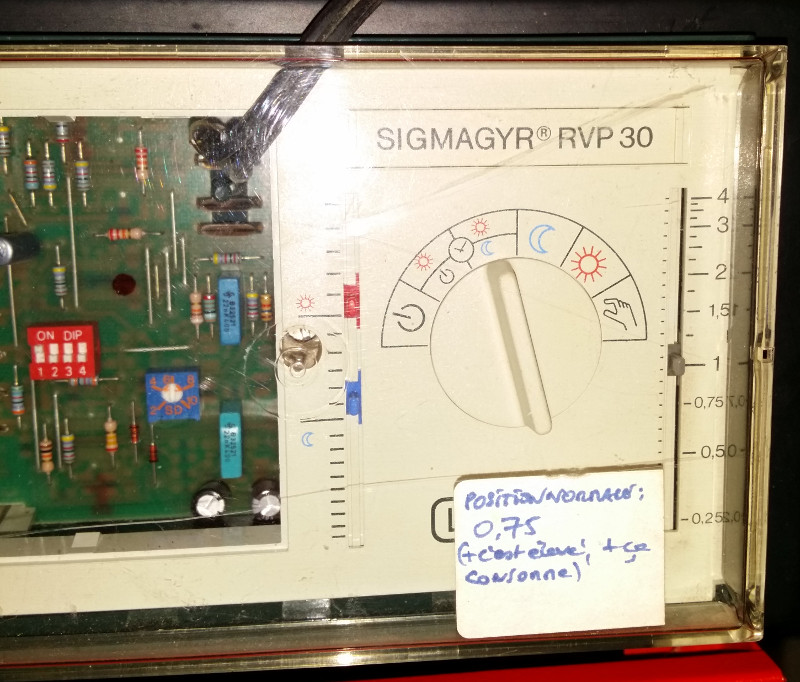 SIGMAGYR® RVP 30
4
3
2
1,5
1
0,75
0,5
0,25
ON DIP
1 2 3 4
L
POSITION NORMALE:
0,75
(+ c'est élevé, + ça
consomme)